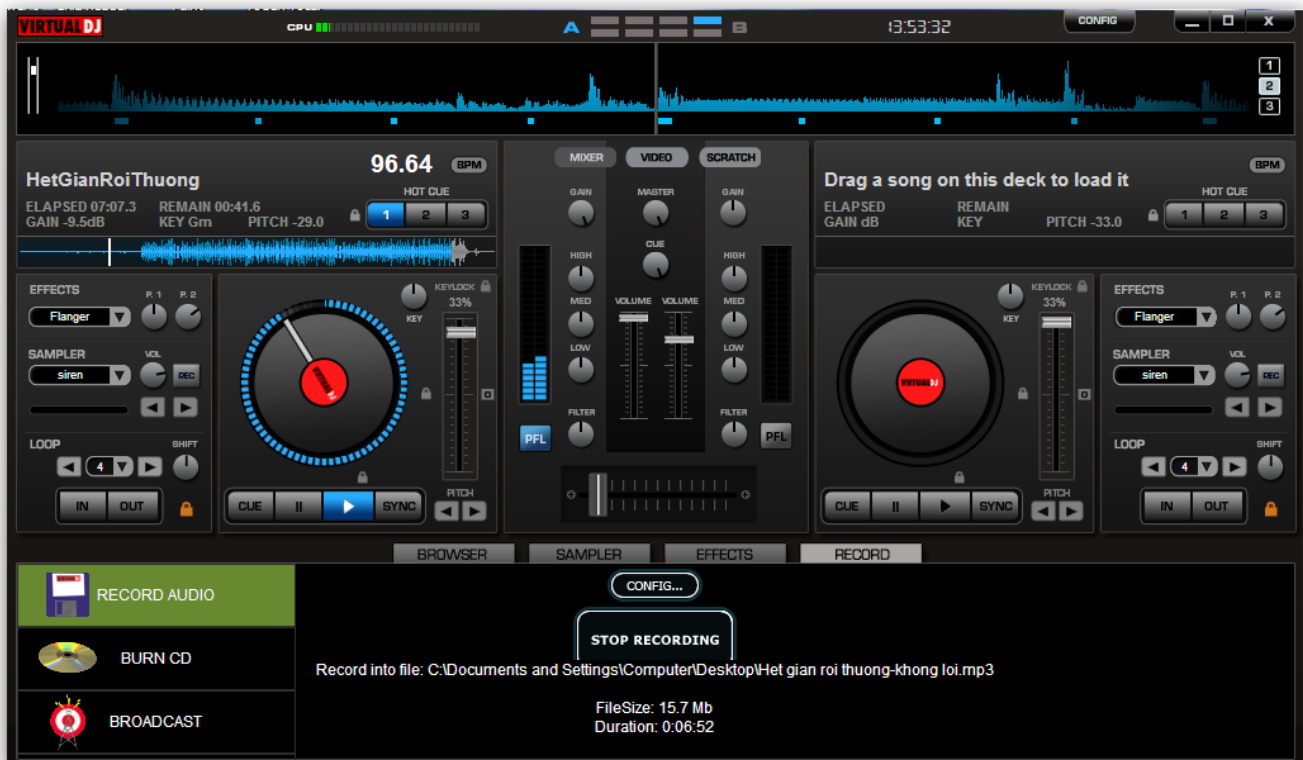 VIRTUAL DJ
CPU
A
B
13:53:32
CONFIG
X
1
2
3
HetGianRoiThuong
96.64 BPM
ELAPSED 07:07.3 REMAIN 00:41.6
GAIN -9.5dB KEY Gm PITCH -29.0
HOT CUE
1 2 3
MIXER VIDEO SCRATCH
GAIN MASTER GAIN
CUE
HIGH HIGH
MED VOLUME VOLUME MED
LOW LOW
FILTER FILTER
PFL PFL
Drag a song on this deck to load it
BPM
ELAPSED REMAIN
GAIN dB KEY PITCH -33.0
HOT CUE
1 2 3
EFFECTS P. 1 P. 2
Flanger
SAMPLER VOL
siren REC
LOOP SHIFT
4
IN OUT
KEY
KEYLOCK
33%
VIRTUAL DJ
CUE SYNC
PITCH
KEY
KEYLOCK
33%
VIRTUAL DJ
CUE SYNC
PITCH
EFFECTS P. 1 P. 2
Flanger
SAMPLER VOL
siren REC
LOOP SHIFT
4
IN OUT
BROWSER SAMPLER EFFECTS RECORD
RECORD AUDIO
BURN CD
BROADCAST
CONFIG...
STOP RECORDING
Record into file: C:\Documents and Settings\Computer\Desktop\Het gian roi thuong-khong loi.mp3
FileSize: 15.7 Mb
Duration: 0:06:52